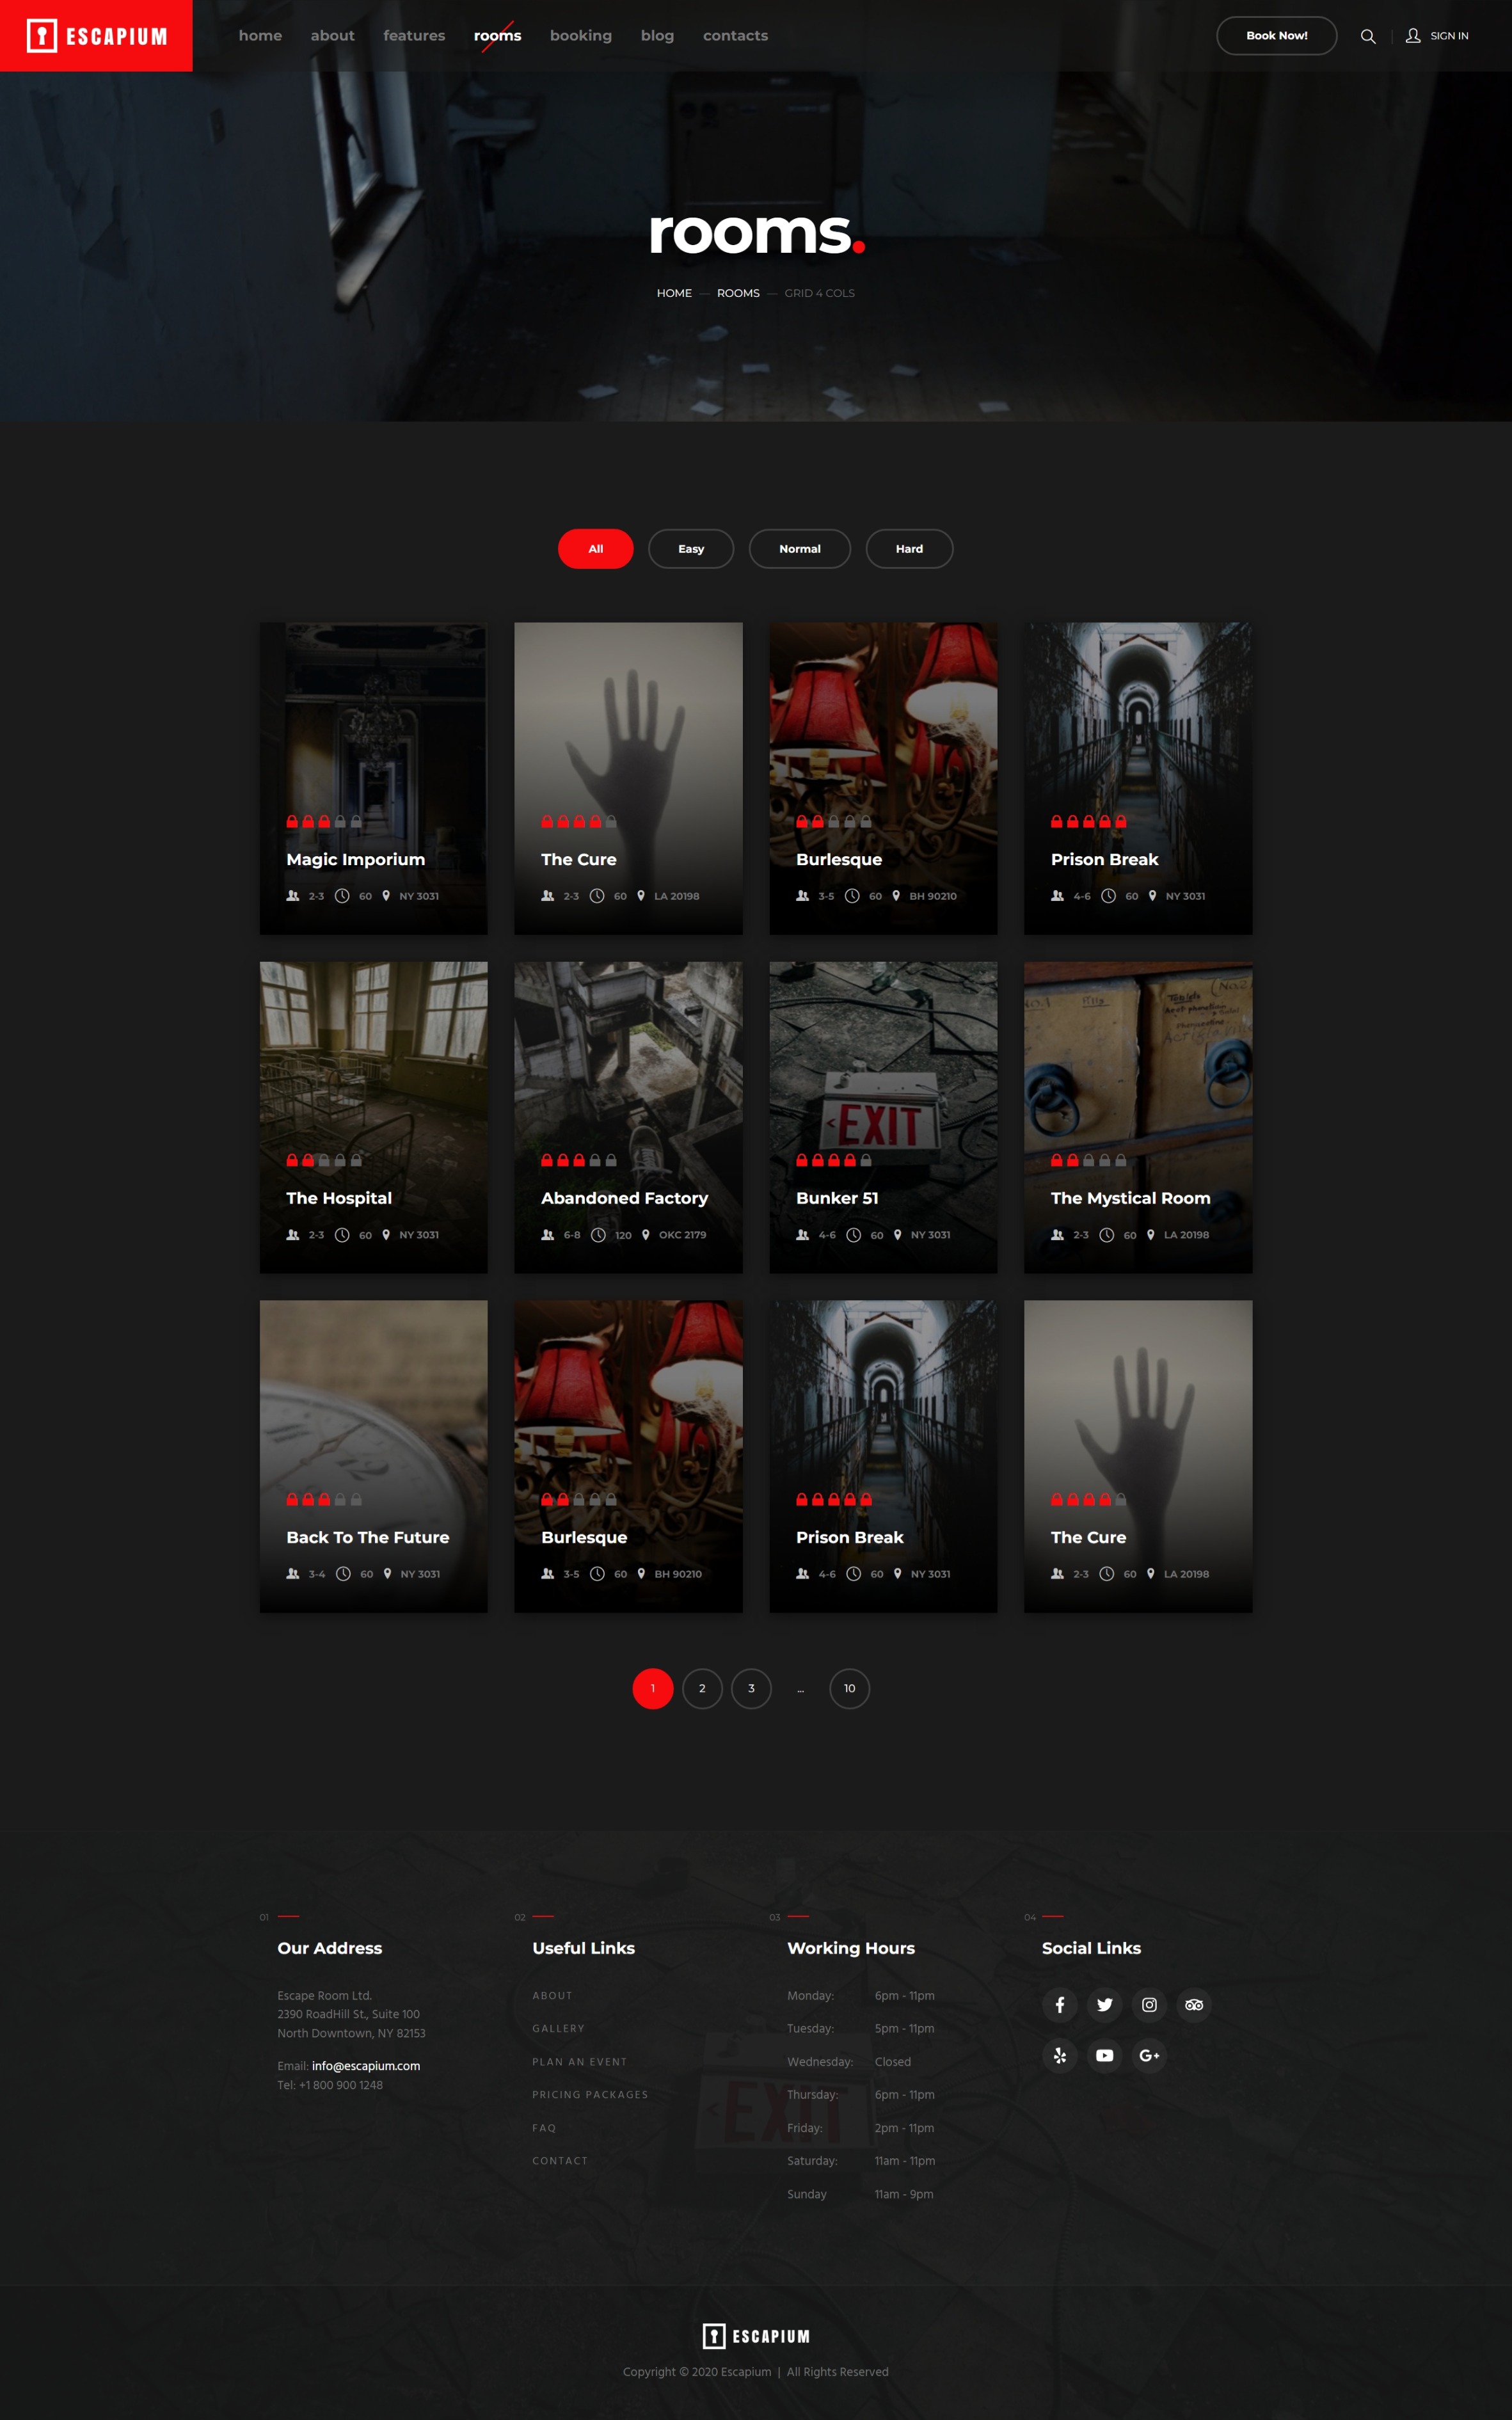 ESCAPIUM
home about features rooms booking blog contacts
Book Now!
SIGN IN
rooms.
HOME — ROOMS — GRID 4 COLS
All Easy Normal Hard
Magic Imporium
2-3 60 NY 3031
The Cure
2-3 60 LA 20198
Burlesque
3-5 60 BH 90210
Prison Break
4-6 60 NY 3031
The Hospital
2-3 60 NY 3031
Abandoned Factory
6-8 120 OKC 2179
<EXIT
Bunker 51
4-6 60 NY 3031
The Mystical Room
2-3 60 LA 20198
Back To The Future
3-4 60 NY 3031
Burlesque
3-5 60 BH 90210
Prison Break
4-6 60 NY 3031
The Cure
2-3 60 LA 20198
1 2 3 ... 10
01
Our Address
Escape Room Ltd.
2390 RoadHill St., Suite 100
North Downtown, NY 82153
Email: info@escapium.com
Tel: +1 800 900 1248
02
Useful Links
ABOUT
GALLERY
PLAN AN EVENT
PRICING PACKAGES
FAQ
CONTACT
03
Working Hours
Monday: 6pm - 11pm
Tuesday: 5pm - 11pm
Wednesday: Closed
Thursday: 6pm - 11pm
Friday: 2pm - 11pm
Saturday: 11am - 11pm
Sunday 11am - 9pm
<EXIT
04
Social Links
G+
ESCAPIUM
Copyright © 2020 Escapium | All Rights Reserved